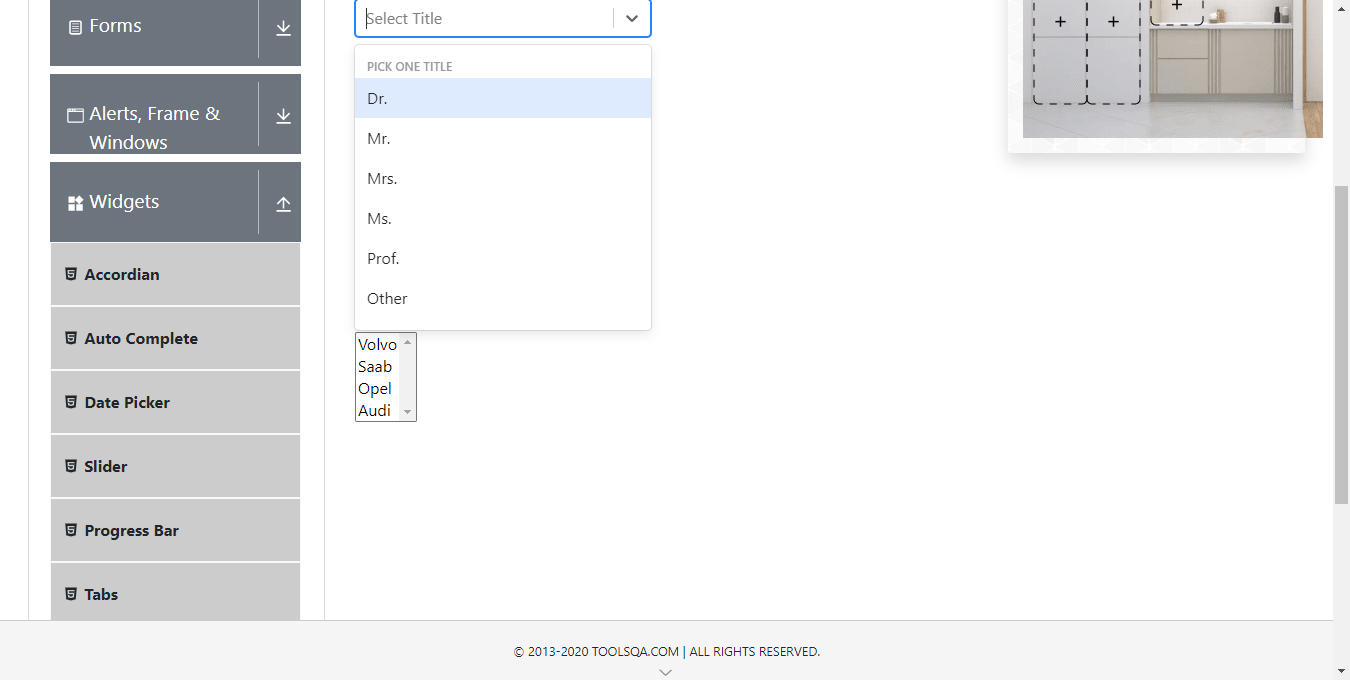 Forms
Alerts, Frame &
Windows
Widgets
Accordian
Auto Complete
Date Picker
Slider
Progress Bar
Tabs
Select Title
PICK ONE TITLE
Dr.
Mr.
Mrs.
Ms.
Prof.
Other
Volvo
Saab
Opel
Audi
© 2013-2020 TOOLSQA.COM | ALL RIGHTS RESERVED.